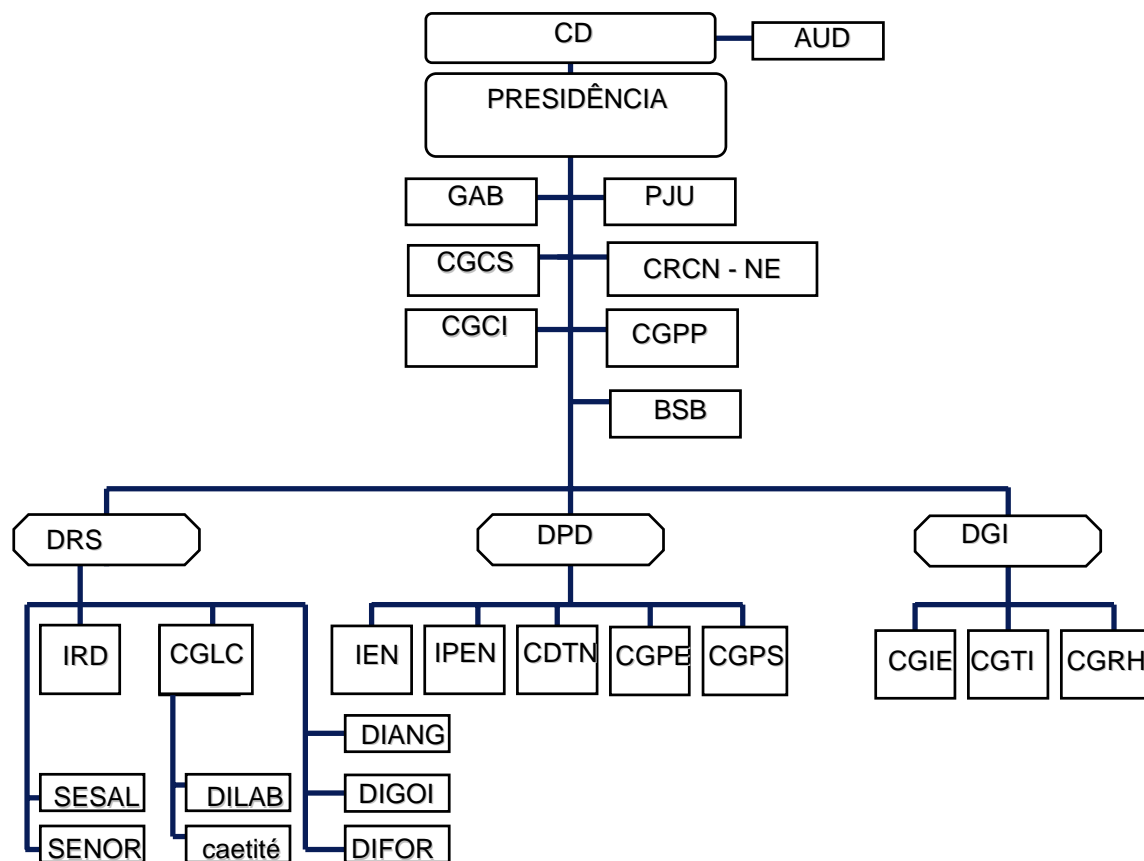 CD
AUD
PRESIDÊNCIA
GAB
PJU
CGCS
CRCN - NE
CGCI
CGPP
BSB
DRS
DPD
DGI
IRD
CGLC
IEN
IPEN
CDTN
CGPE
CGPS
CGIE
CGTI
CGRH
DIANG
SESAL
DILAB
DIGOI
SENOR
caetité
DIFOR